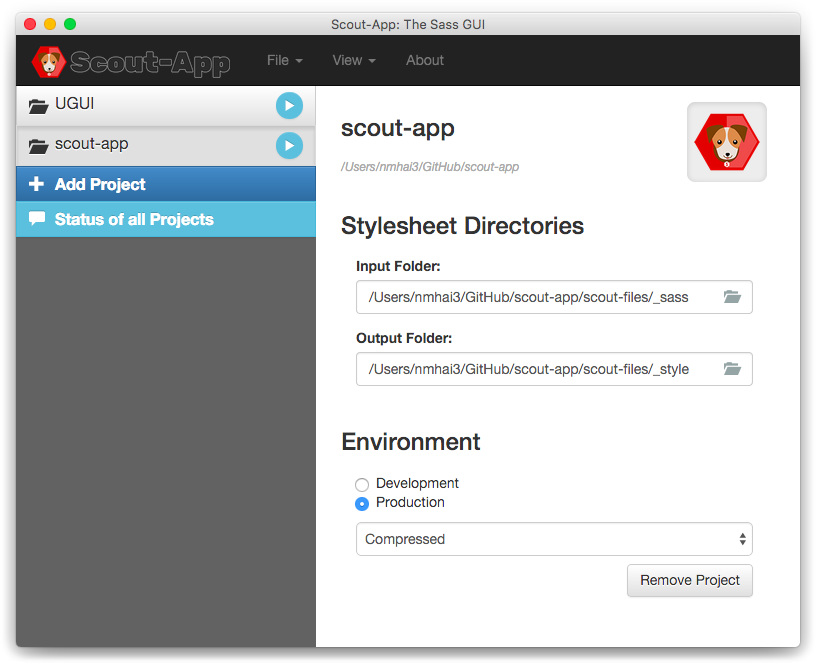 Scout-App: The Sass GUI
Scout-App File View About
UGUI
scout-app
Add Project
Status of all Projects
scout-app
/Users/nmhai3/GitHub/scout-app
Stylesheet Directories
Input Folder:
/Users/nmhai3/GitHub/scout-app/scout-files/_sass
Output Folder:
/Users/nmhai3/GitHub/scout-app/scout-files/_style
Environment
Development
Production
Compressed
Remove Project